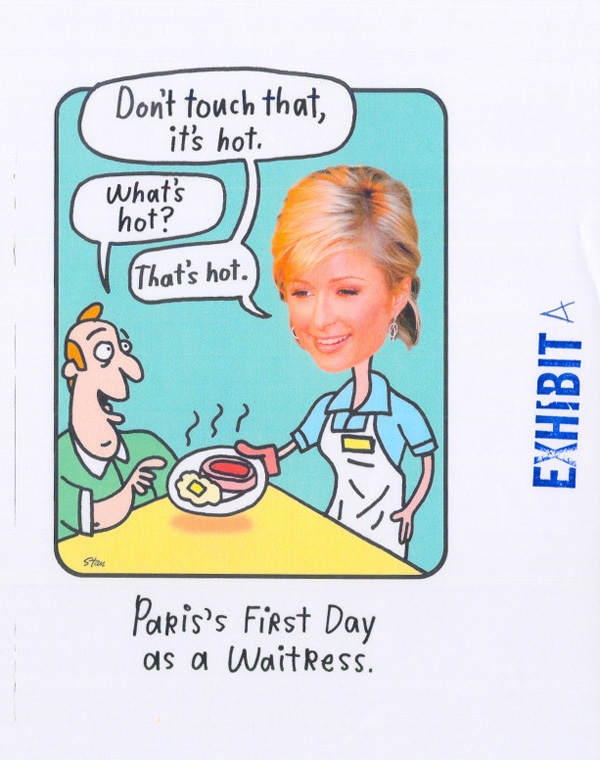 Don't touch that,
it's hot.
What's
hot?
That's hot.
Stan
Paris's First Day
as a Waitress.
EXHIBIT A